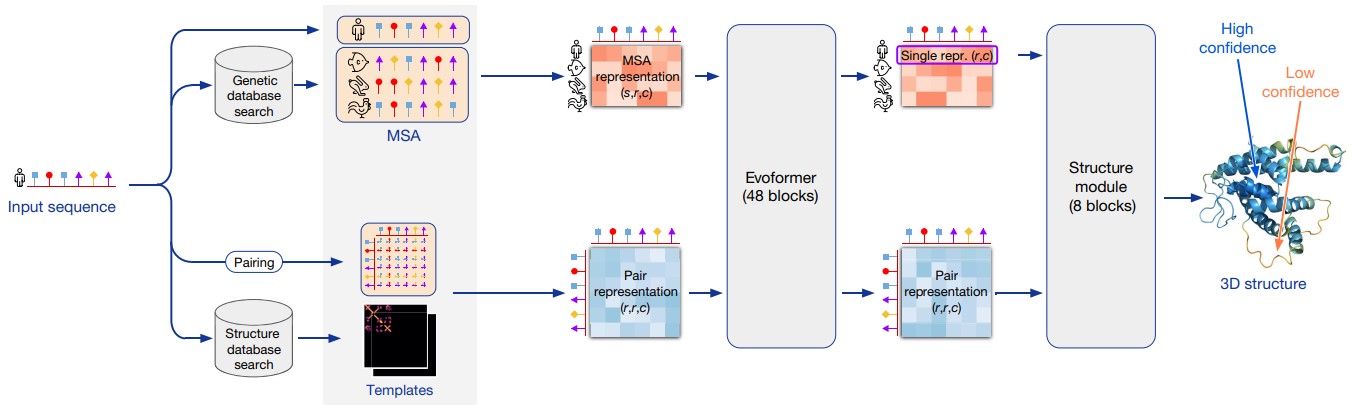 Input sequence
Genetic
database
search
MSA
Pairing
Structure
database
search
Templates
MSA
representation
(s,r,c)
Pair
representation
(r,r,c)
Evoformer
(48 blocks)
Single repr. (r,c)
Pair
representation
(r,r,c)
Structure
module
(8 blocks)
High
confidence
Low
confidence
3D structure